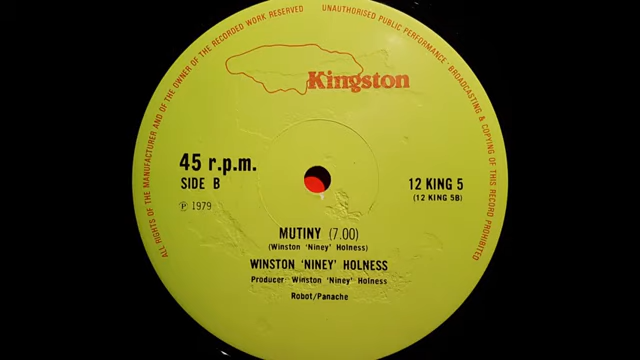 ALL RIGHTS OF THE MANUFACTURER AND OF THE OWNER OF THE RECORDED WORK RESERVED
UNAUTHORISED PUBLIC PERFORMANCE · BROADCASTING & COPYING OF THIS RECORD PROHIBITED
Kingston
45 r.p.m.
SIDE B
℗ 1979
12 KING 5
(12 KING 5B)
MUTINY (7.00)
(Winston 'Niney' Holness)
WINSTON 'NINEY' HOLNESS
Producer Winston 'Niney' Holness
Robot/Panache